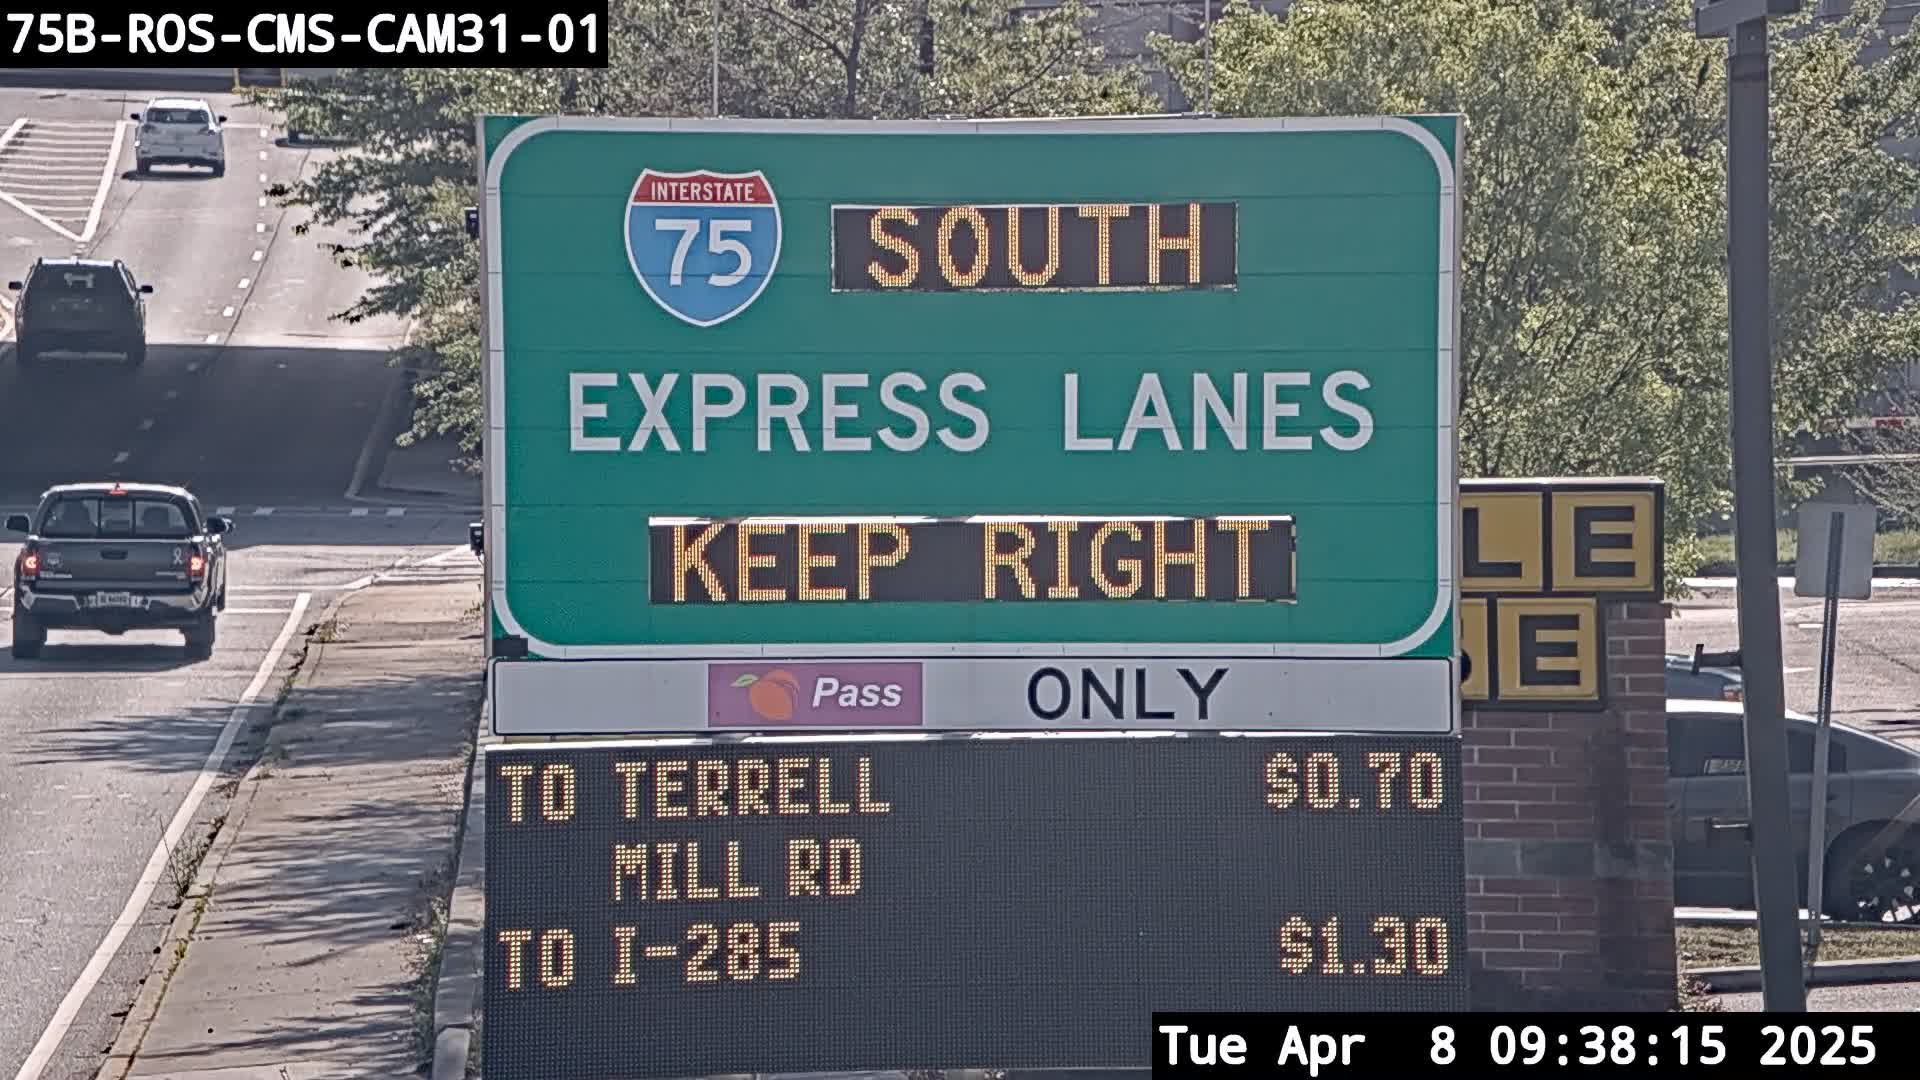 75B-ROS-CMS-CAM31-01
INTERSTATE
75
SOUTH
EXPRESS LANES
KEEP RIGHT
Pass ONLY
TO TERRELL $0.70
MILL RD
TO I-285 $1.30
LE
E
Tue Apr 8 09:38:15 2025